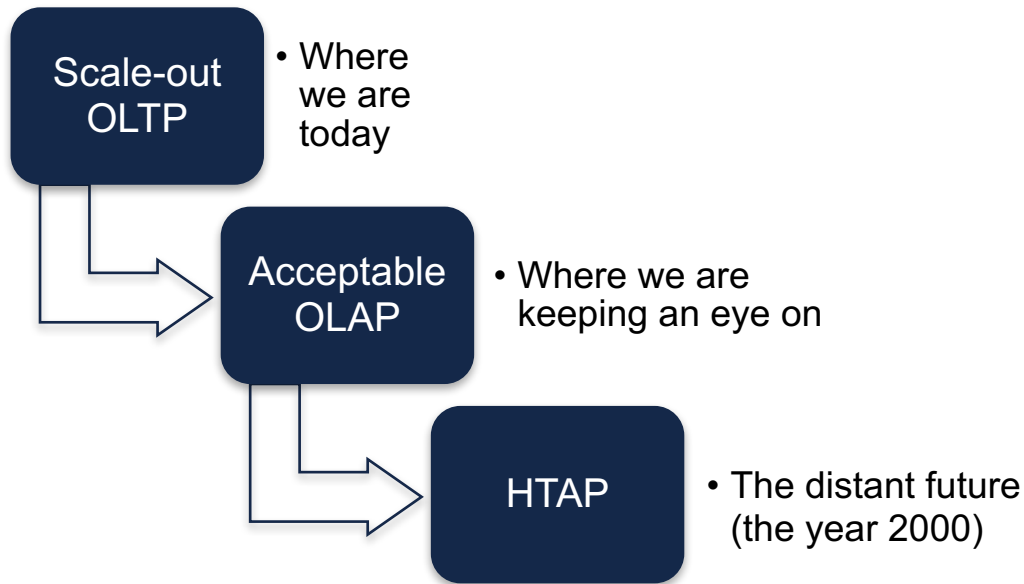 Scale-out
OLTP
• Where
we are
today
Acceptable
OLAP
• Where we are
keeping an eye on
HTAP
• The distant future
(the year 2000)